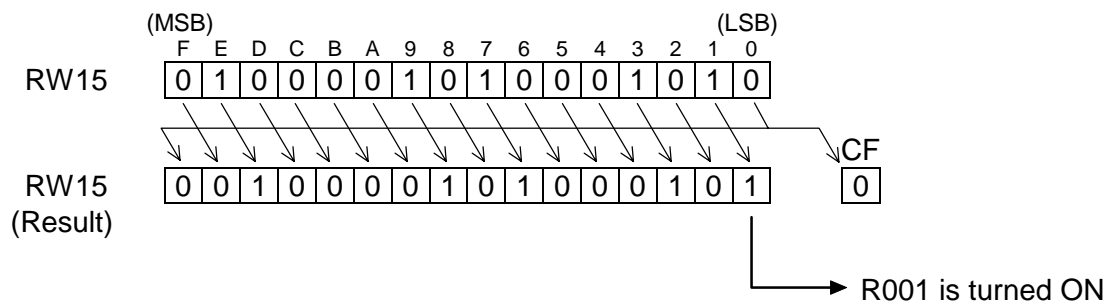 (MSB) (LSB)
F E D C B A 9 8 7 6 5 4 3 2 1 0
RW15 0 1 0 0 0 0 1 0 1 0 0 0 1 0 1 0
CF
RW15 0 0 1 0 0 0 0 1 0 1 0 0 0 1 0 1 0
(Result)
R001 is turned ON